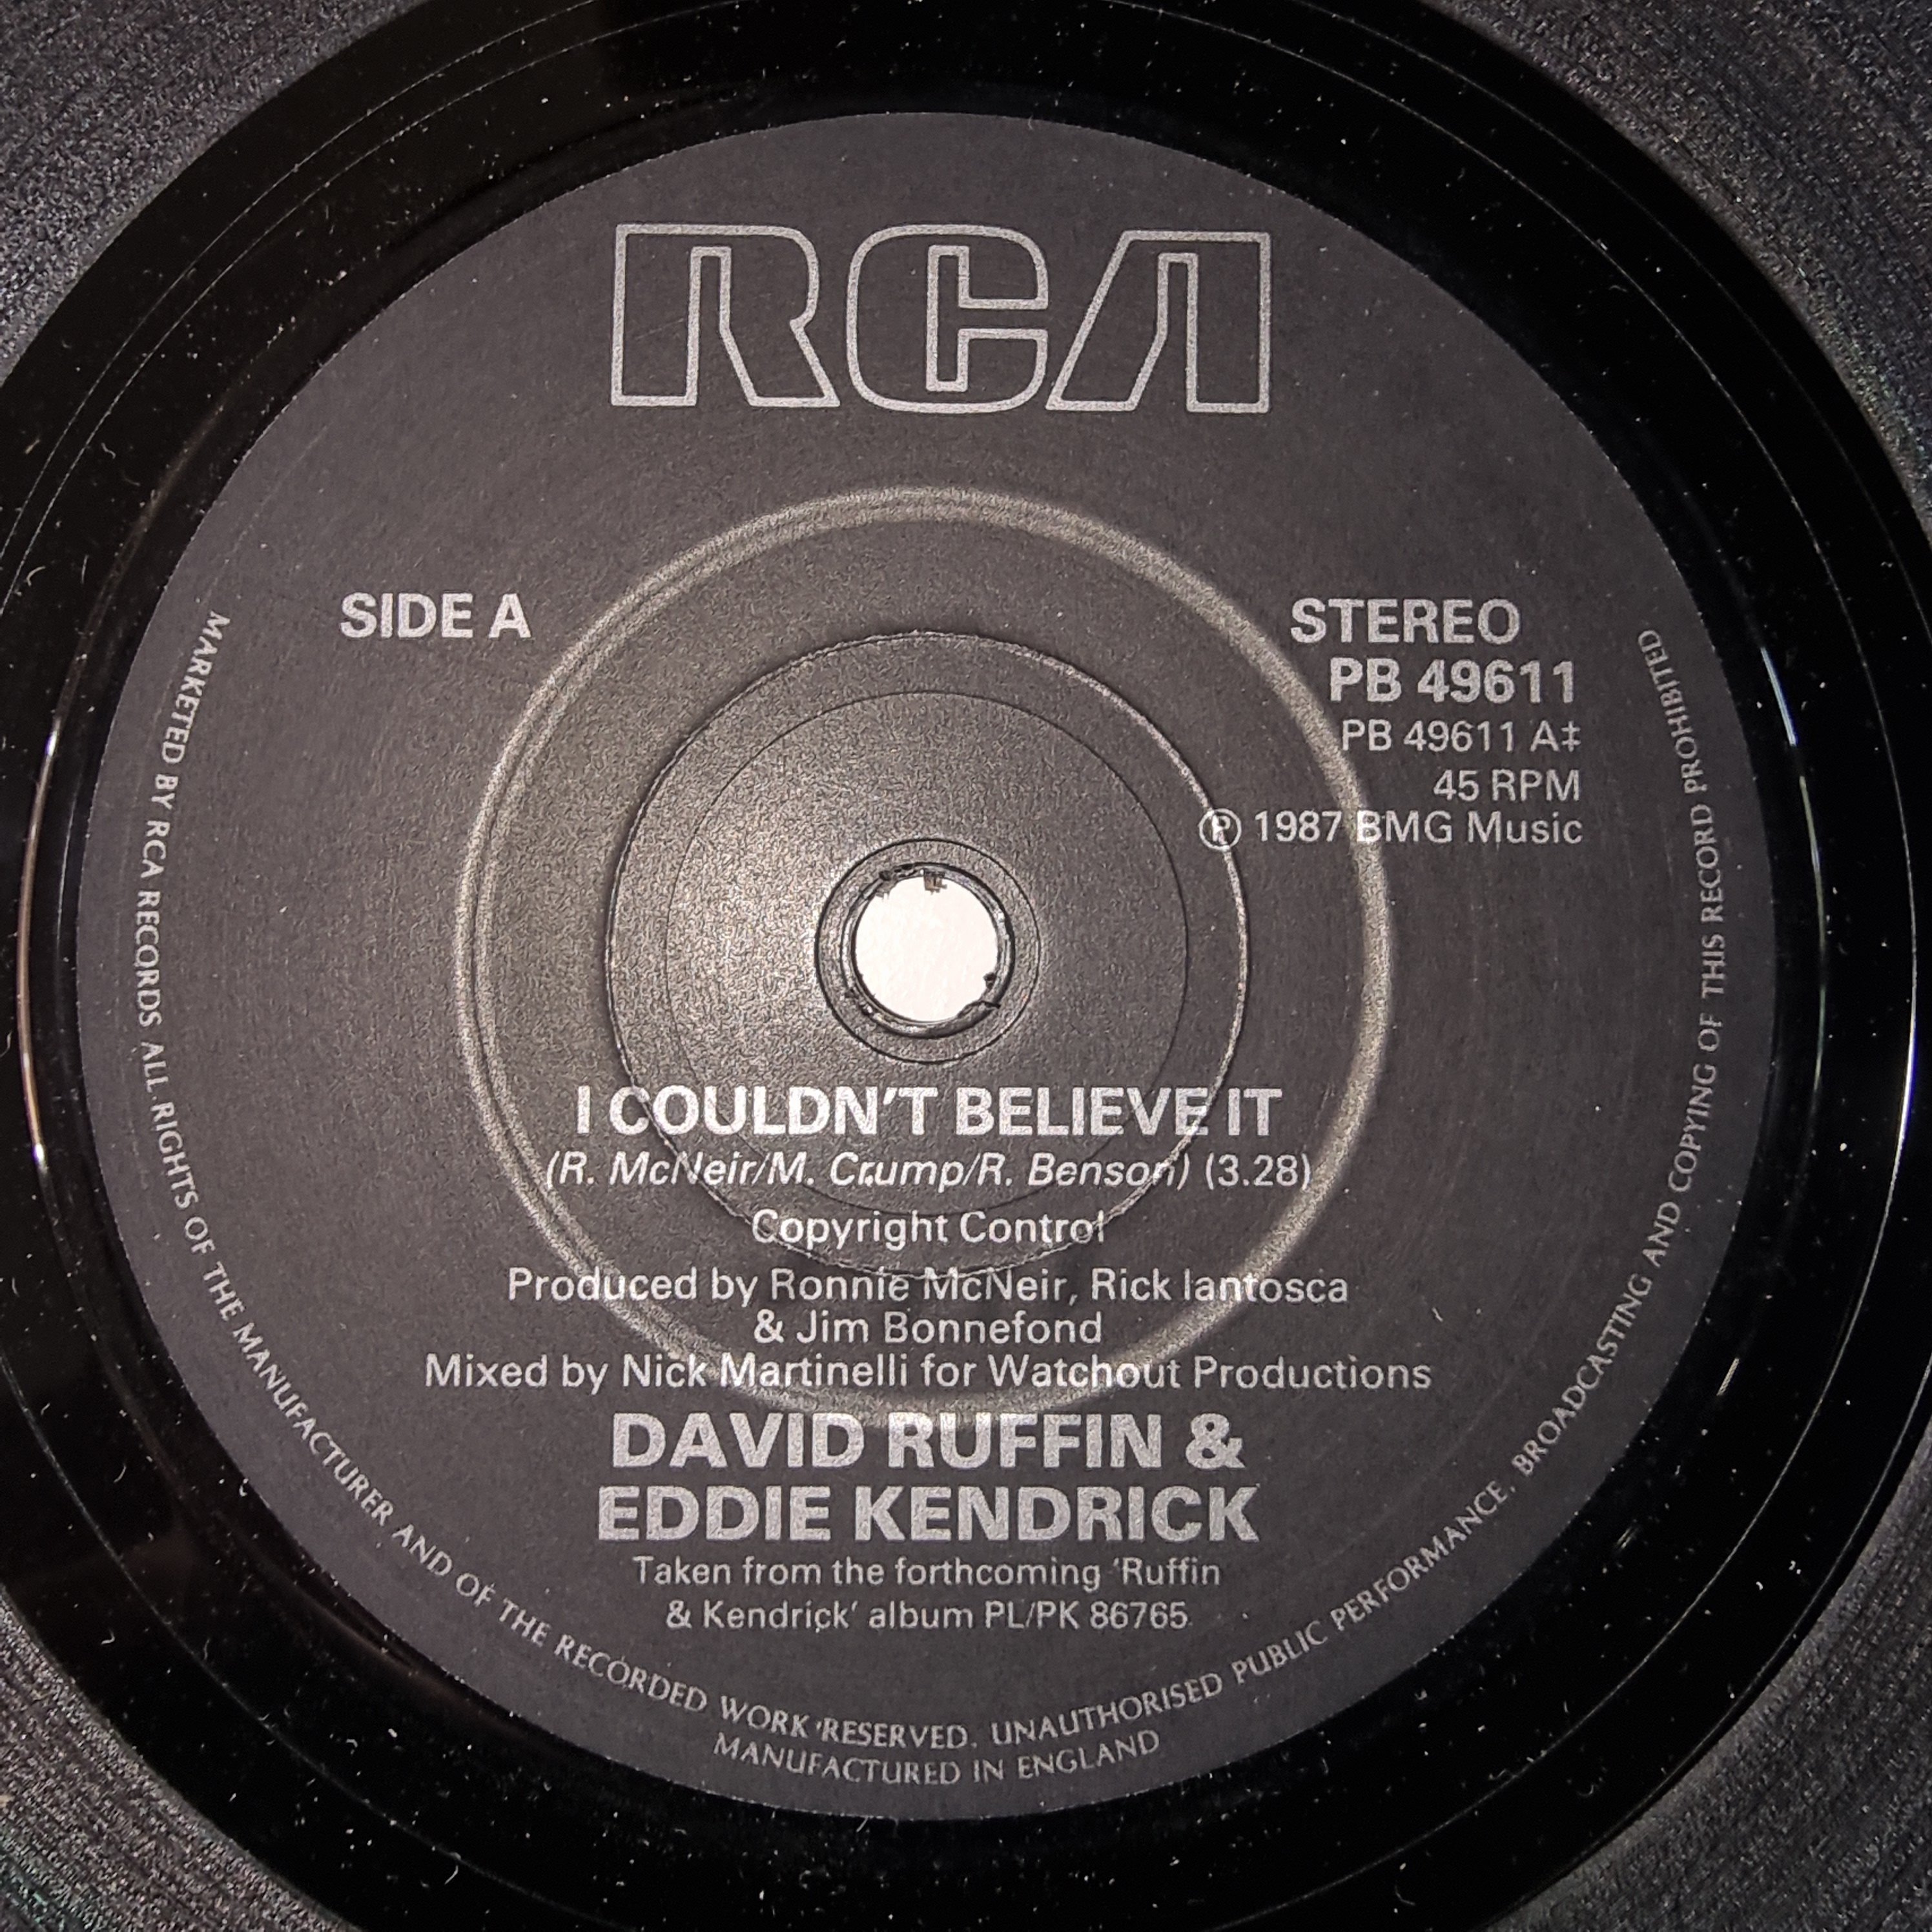 RCA
SIDE A
STEREO
PB 49611
PB 49611 A‡
45 RPM
℗ 1987 BMG Music
I COULDN'T BELIEVE IT
(R. McNeir/M. Crump/R. Benson) (3.28)
Copyright Control
Produced by Ronnie McNeir, Rick Iantosca
& Jim Bonnefond
Mixed by Nick Martinelli for Watchout Productions
DAVID RUFFIN &
EDDIE KENDRICK
Taken from the forthcoming 'Ruffin
& Kendrick' album PL/PK 86765
MARKETED BY RCA RECORDS ALL RIGHTS OF THE MANUFACTURER AND OF THE RECORDED WORK RESERVED. UNAUTHORISED PUBLIC PERFORMANCE, BROADCASTING AND COPYING OF THIS RECORD PROHIBITED
MANUFACTURED IN ENGLAND